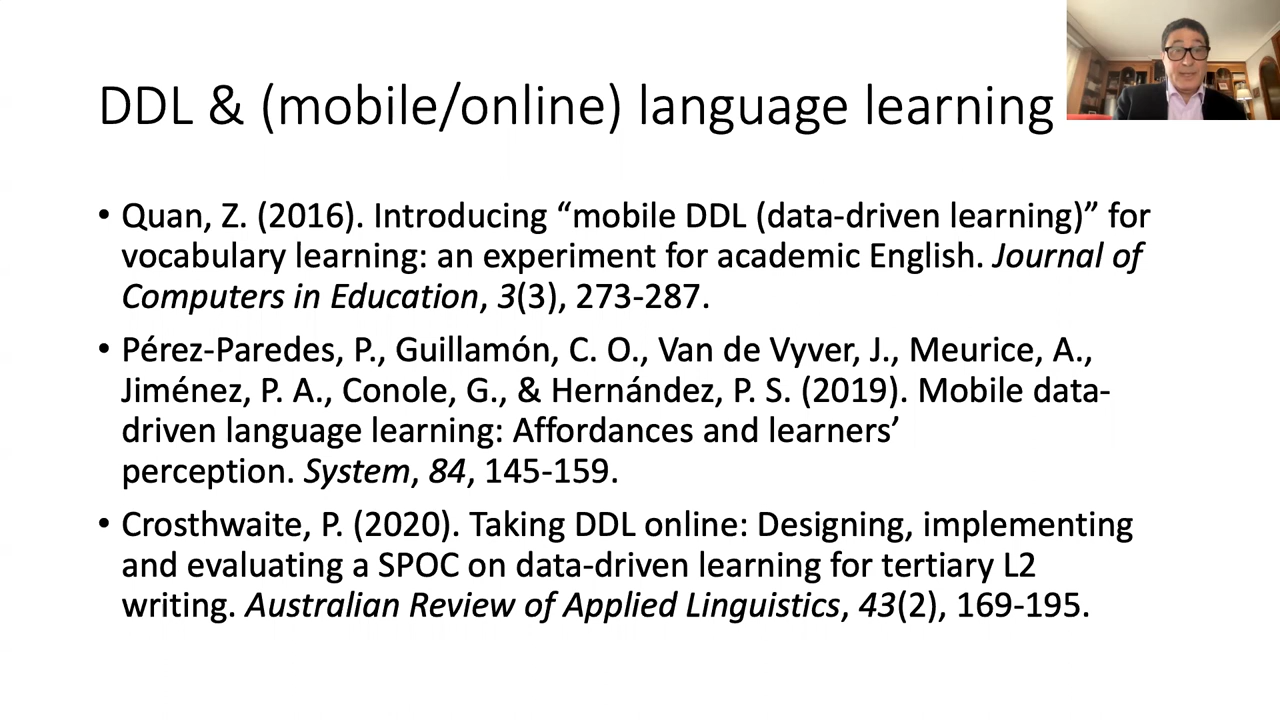 DDL & (mobile/online) language learning
• Quan, Z. (2016). Introducing “mobile DDL (data-driven learning)” for
vocabulary learning: an experiment for academic English. Journal of
Computers in Education, 3(3), 273-287.
• Pérez-Paredes, P., Guillamón, C. O., Van de Vyver, J., Meurice, A.,
Jiménez, P. A., Conole, G., & Hernández, P. S. (2019). Mobile data-
driven language learning: Affordances and learners’
perception. System, 84, 145-159.
• Crosthwaite, P. (2020). Taking DDL online: Designing, implementing
and evaluating a SPOC on data-driven learning for tertiary L2
writing. Australian Review of Applied Linguistics, 43(2), 169-195.